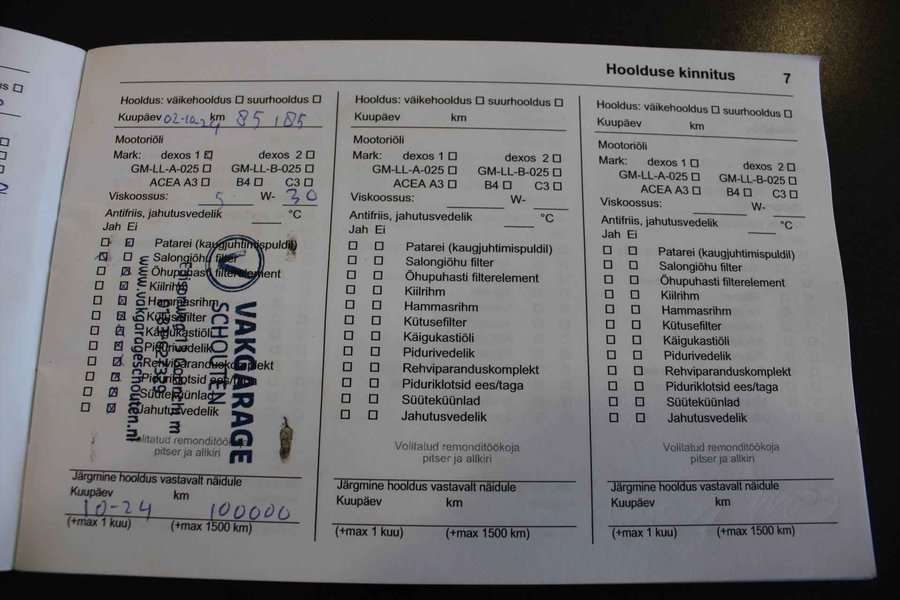 Hoolduse kinnitus 7
Hooldus: väikehooldus ☐ suurhooldus ☐
Kuupäev 02-10-24 km 85185
Mootoriõli
Mark: dexos 1 ☒ dexos 2 ☐
GM-LL-A-025 ☐ GM-LL-B-025 ☐
ACEA A3 ☐ B4 ☐ C3 ☐
Viskoossus: 5 W- 30
Antifriis, jahutusvedelik °C
Jah Ei
Patarei (kaugjuhtimispuldil)
Salongiõhu filter
Õhupuhasti filterelement
Kiilrihm
Hammasrihm
Kütusefilter
Käigukastiõli
Pidurivedelik
Rehviparanduskomplekt
Piduriklotsid ees/taga
Süüteküünlad
Jahutusvedelik
Volitatud remonditöökoja
pitser ja allkiri
VAKGARAGE
SCHOUTEN
www.vakgarageschouten.nl
Järgmine hooldus vastavalt näidule
Kuupäev km
10-24 100000
(+max 1 kuu) (+max 1500 km)
Hooldus: väikehooldus ☐ suurhooldus ☐
Kuupäev km
Mootoriõli
Mark: dexos 1 ☐ dexos 2 ☐
GM-LL-A-025 ☐ GM-LL-B-025 ☐
ACEA A3 ☐ B4 ☐ C3 ☐
Viskoossus: W-
Antifriis, jahutusvedelik °C
Jah Ei
☐ ☐ Patarei (kaugjuhtimispuldil)
☐ ☐ Salongiõhu filter
☐ ☐ Õhupuhasti filterelement
☐ ☐ Kiilrihm
☐ ☐ Hammasrihm
☐ ☐ Kütusefilter
☐ ☐ Käigukastiõli
☐ ☐ Pidurivedelik
☐ ☐ Rehviparanduskomplekt
☐ ☐ Piduriklotsid ees/taga
☐ ☐ Süüteküünlad
☐ ☐ Jahutusvedelik
Volitatud remonditöökoja
pitser ja allkiri
Järgmine hooldus vastavalt näidule
Kuupäev km
(+max 1 kuu) (+max 1500 km)
Hooldus: väikehooldus ☐ suurhooldus ☐
Kuupäev km
Mootoriõli
Mark: dexos 1 ☐ dexos 2 ☐
GM-LL-A-025 ☐ GM-LL-B-025 ☐
ACEA A3 ☐ B4 ☐ C3 ☐
Viskoossus: W-
Antifriis, jahutusvedelik °C
Jah Ei
☐ ☐ Patarei (kaugjuhtimispuldil)
☐ ☐ Salongiõhu filter
☐ ☐ Õhupuhasti filterelement
☐ ☐ Kiilrihm
☐ ☐ Hammasrihm
☐ ☐ Kütusefilter
☐ ☐ Käigukastiõli
☐ ☐ Pidurivedelik
☐ ☐ Rehviparanduskomplekt
☐ ☐ Piduriklotsid ees/taga
☐ ☐ Süüteküünlad
☐ ☐ Jahutusvedelik
Volitatud remonditöökoja
pitser ja allkiri
Järgmine hooldus vastavalt näidule
Kuupäev km
(+max 1 kuu) (+max 1500 km)